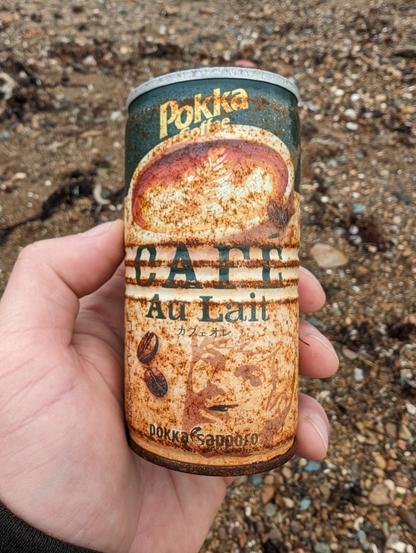 Pokka
Coffee
CAFE
Au Lait
カフェオレ
pokka sapporo